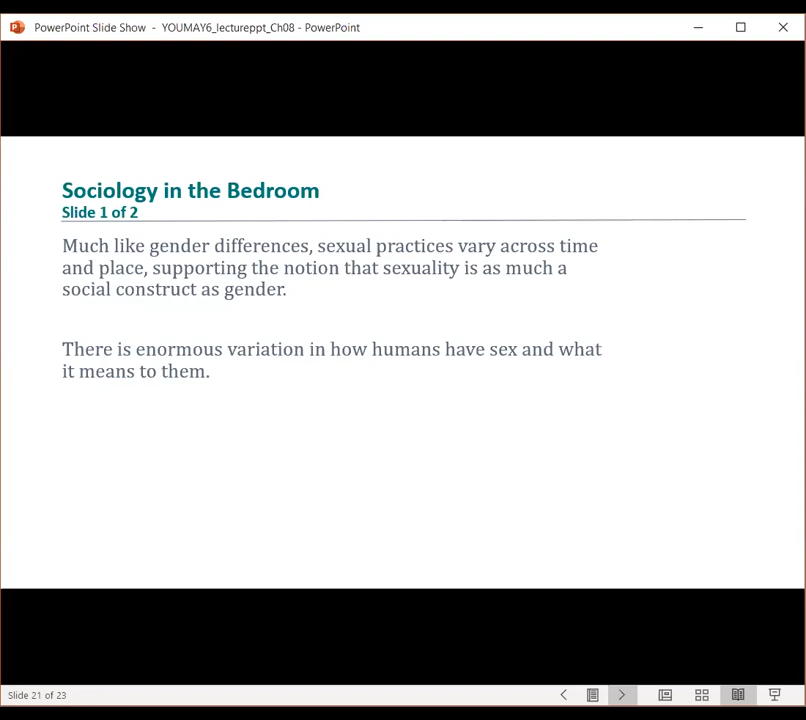 PowerPoint Slide Show - YOUMAY6_lectureppt_Ch08 - PowerPoint
Sociology in the Bedroom
Slide 1 of 2
Much like gender differences, sexual practices vary across time
and place, supporting the notion that sexuality is as much a
social construct as gender.
There is enormous variation in how humans have sex and what
it means to them.
Slide 21 of 23